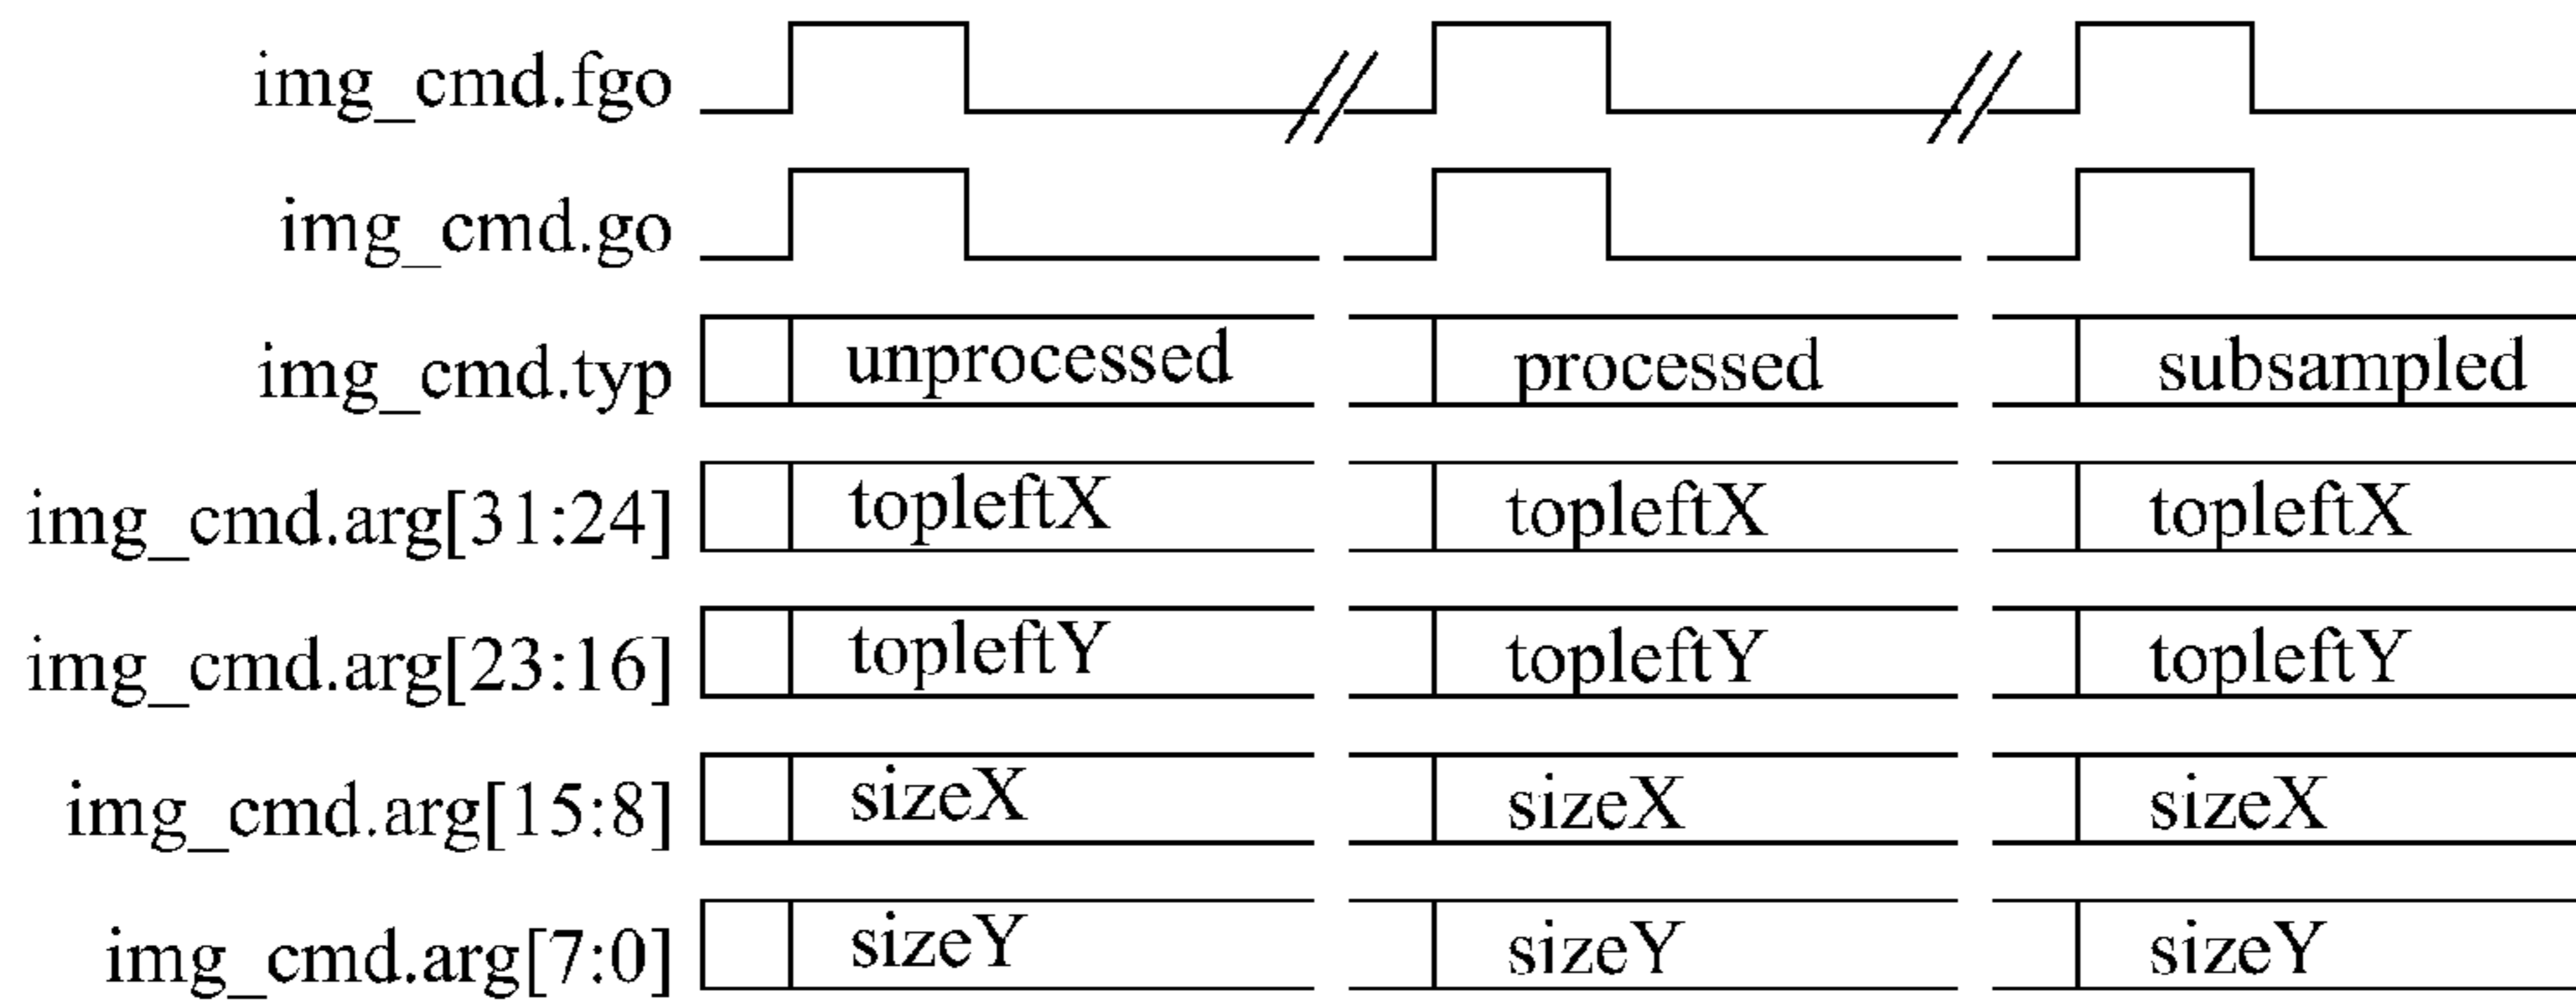 img_cmd.fgo
img_cmd.go
img_cmd.typ unprocessed processed subsampled
img_cmd.arg[31:24] topleftX topleftX topleftX
img_cmd.arg[23:16] topleftY topleftY topleftY
img_cmd.arg[15:8] sizeX sizeX sizeX
img_cmd.arg[7:0] sizeY sizeY sizeY